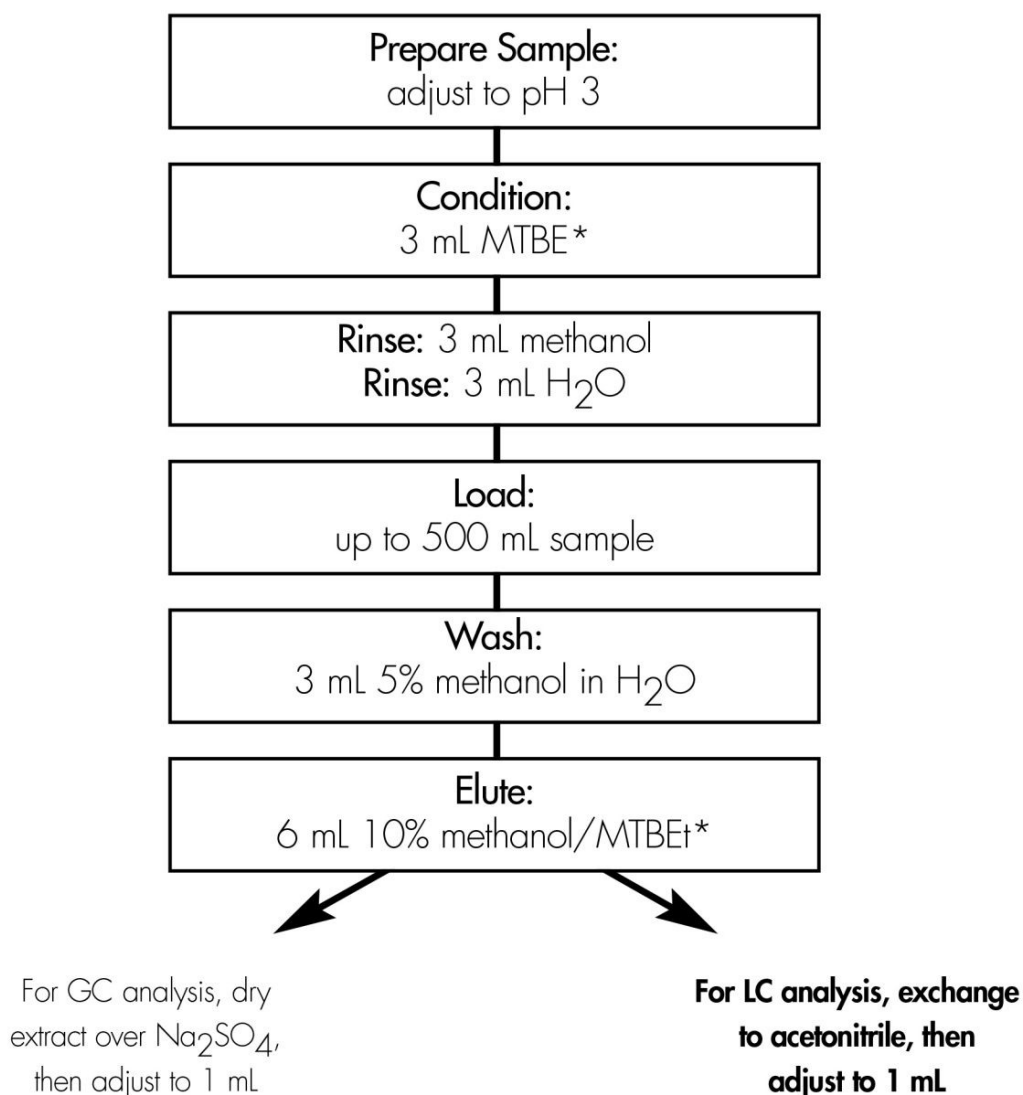 Prepare Sample:
adjust to pH 3
Condition:
3 mL MTBE*
Rinse: 3 mL methanol
Rinse: 3 mL H₂O
Load:
up to 500 mL sample
Wash:
3 mL 5% methanol in H₂O
Elute:
6 mL 10% methanol/MTBEt*
For GC analysis, dry
extract over Na₂SO₄,
then adjust to 1 mL
For LC analysis, exchange
to acetonitrile, then
adjust to 1 mL